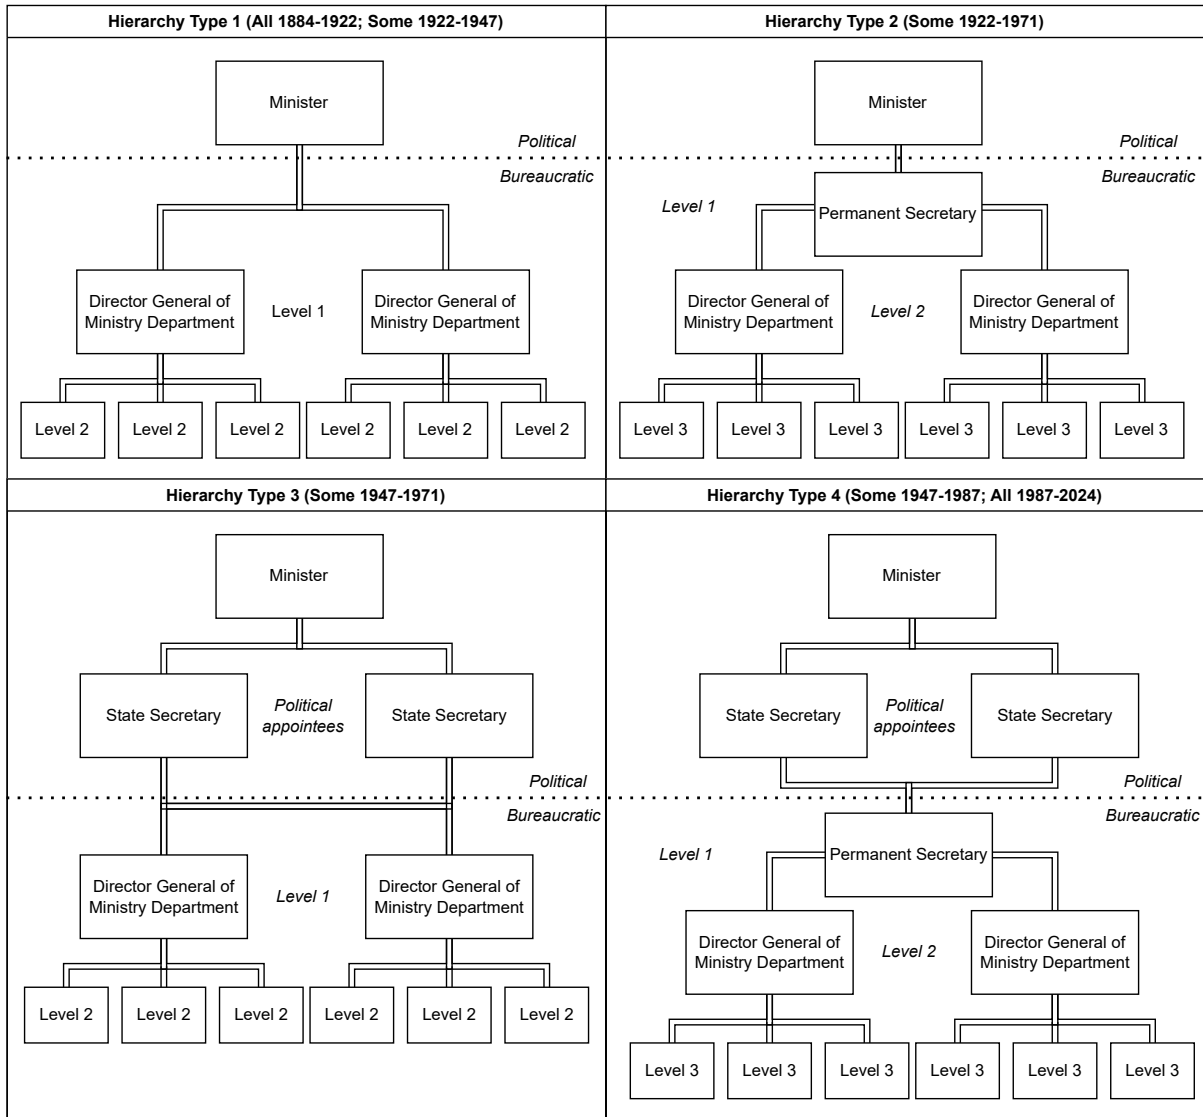 Hierarchy Type 1 (All 1884-1922; Some 1922-1947)
Minister
Political
Bureaucratic
Director General of
Ministry Department
Level 1
Director General of
Ministry Department
Level 2
Level 2
Level 2
Level 2
Level 2
Level 2
Hierarchy Type 2 (Some 1922-1971)
Minister
Political
Bureaucratic
Level 1
Permanent Secretary
Director General of
Ministry Department
Level 2
Director General of
Ministry Department
Level 3
Level 3
Level 3
Level 3
Level 3
Level 3
Hierarchy Type 3 (Some 1947-1971)
Minister
State Secretary
Political
appointees
State Secretary
Political
Bureaucratic
Director General of
Ministry Department
Level 1
Director General of
Ministry Department
Level 2
Level 2
Level 2
Level 2
Level 2
Level 2
Hierarchy Type 4 (Some 1947-1987; All 1987-2024)
Minister
State Secretary
Political
appointees
State Secretary
Political
Bureaucratic
Level 1
Permanent Secretary
Director General of
Ministry Department
Level 2
Director General of
Ministry Department
Level 3
Level 3
Level 3
Level 3
Level 3
Level 3